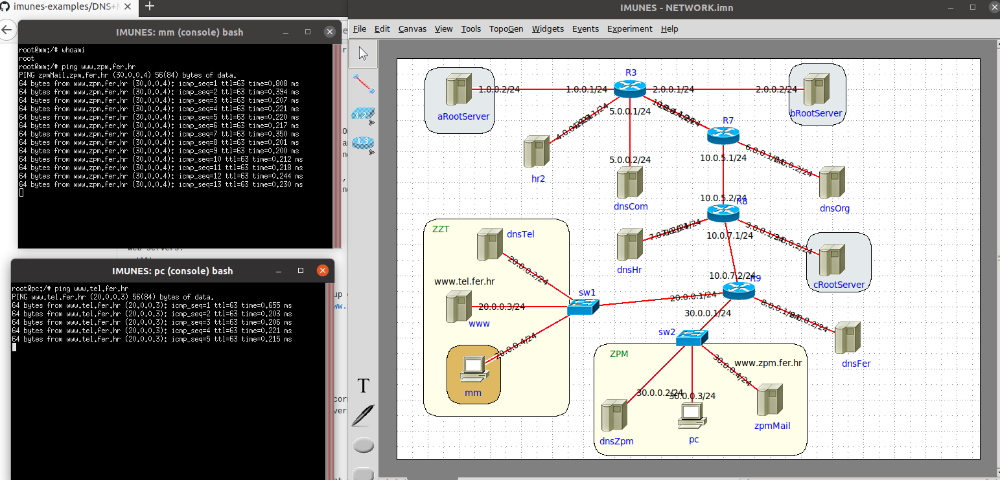 imunes-examples/DNS+
IMUNES - NETWORK.imn
File Edit Canvas View Tools TopoGen Widgets Events Experiment Help
IMUNES: mm (console) bash
root@mm:/# whoami
root
root@mm:/# ping www.zpm.fer.hr
PING zpmMail.zpm.fer.hr (30.0.0.4) 56(84) bytes of data.
64 bytes from www.zpm.fer.hr (30.0.0.4): icmp_seq=1 ttl=63 time=0.808 ms
64 bytes from www.zpm.fer.hr (30.0.0.4): icmp_seq=2 ttl=63 time=0.394 ms
64 bytes from www.zpm.fer.hr (30.0.0.4): icmp_seq=3 ttl=63 time=0.207 ms
64 bytes from www.zpm.fer.hr (30.0.0.4): icmp_seq=4 ttl=63 time=0.221 ms
64 bytes from www.zpm.fer.hr (30.0.0.4): icmp_seq=5 ttl=63 time=0.220 ms
64 bytes from www.zpm.fer.hr (30.0.0.4): icmp_seq=6 ttl=63 time=0.217 ms
64 bytes from www.zpm.fer.hr (30.0.0.4): icmp_seq=7 ttl=63 time=0.350 ms
64 bytes from www.zpm.fer.hr (30.0.0.4): icmp_seq=8 ttl=63 time=0.201 ms
64 bytes from www.zpm.fer.hr (30.0.0.4): icmp_seq=9 ttl=63 time=0.200 ms
64 bytes from www.zpm.fer.hr (30.0.0.4): icmp_seq=10 ttl=63 time=0.212 ms
64 bytes from www.zpm.fer.hr (30.0.0.4): icmp_seq=11 ttl=63 time=0.218 ms
64 bytes from www.zpm.fer.hr (30.0.0.4): icmp_seq=12 ttl=63 time=0.244 ms
64 bytes from www.zpm.fer.hr (30.0.0.4): icmp_seq=13 ttl=63 time=0.230 ms
IMUNES: pc (console) bash
root@pc:/# ping www.tel.fer.hr
PING www.tel.fer.hr (20.0.0.3) 56(84) bytes of data.
64 bytes from www.tel.fer.hr (20.0.0.3): icmp_seq=1 ttl=63 time=0.655 ms
64 bytes from www.tel.fer.hr (20.0.0.3): icmp_seq=2 ttl=63 time=0.203 ms
64 bytes from www.tel.fer.hr (20.0.0.3): icmp_seq=3 ttl=63 time=0.206 ms
64 bytes from www.tel.fer.hr (20.0.0.3): icmp_seq=4 ttl=63 time=0.221 ms
64 bytes from www.tel.fer.hr (20.0.0.3): icmp_seq=5 ttl=63 time=0.215 ms
T
R3
1.0.0.2/24 1.0.0.1/24 2.0.0.1/24 2.0.0.2/24
aRootServer
bRootServer
5.0.0.1/24
R7
hr2
5.0.0.2/24
dnsCom
10.0.5.1/24
dnsOrg
10.0.5.2/24
R8
10.0.7.1/24
dnsHr
3.0.0.1/24
cRootServer
ZZT
dnsTel
20.0.0.2/24
www.tel.fer.hr
20.0.0.3/24
www
20.0.0.4/24
mm
sw1
20.0.0.1/24
10.0.7.2/24
R9
30.0.0.1/24
sw2
dnsFer
ZPM
www.zpm.fer.hr
30.0.0.4/24
30.0.0.2/24
30.0.0.3/24
dnsZpm
pc
zpmMail